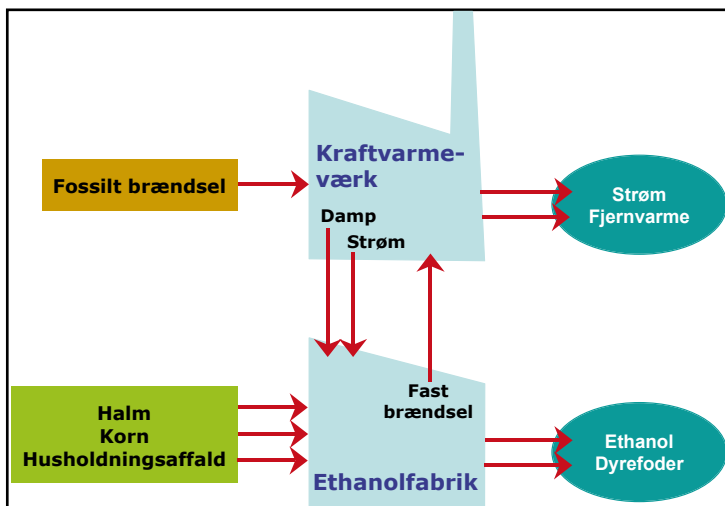 Kraftvarme-
værk
Fossilt brændsel
Strøm
Fjernvarme
Damp
Strøm
Fast
brændsel
Halm
Korn
Husholdningsaffald
Ethanolfabrik
Ethanol
Dyrefoder